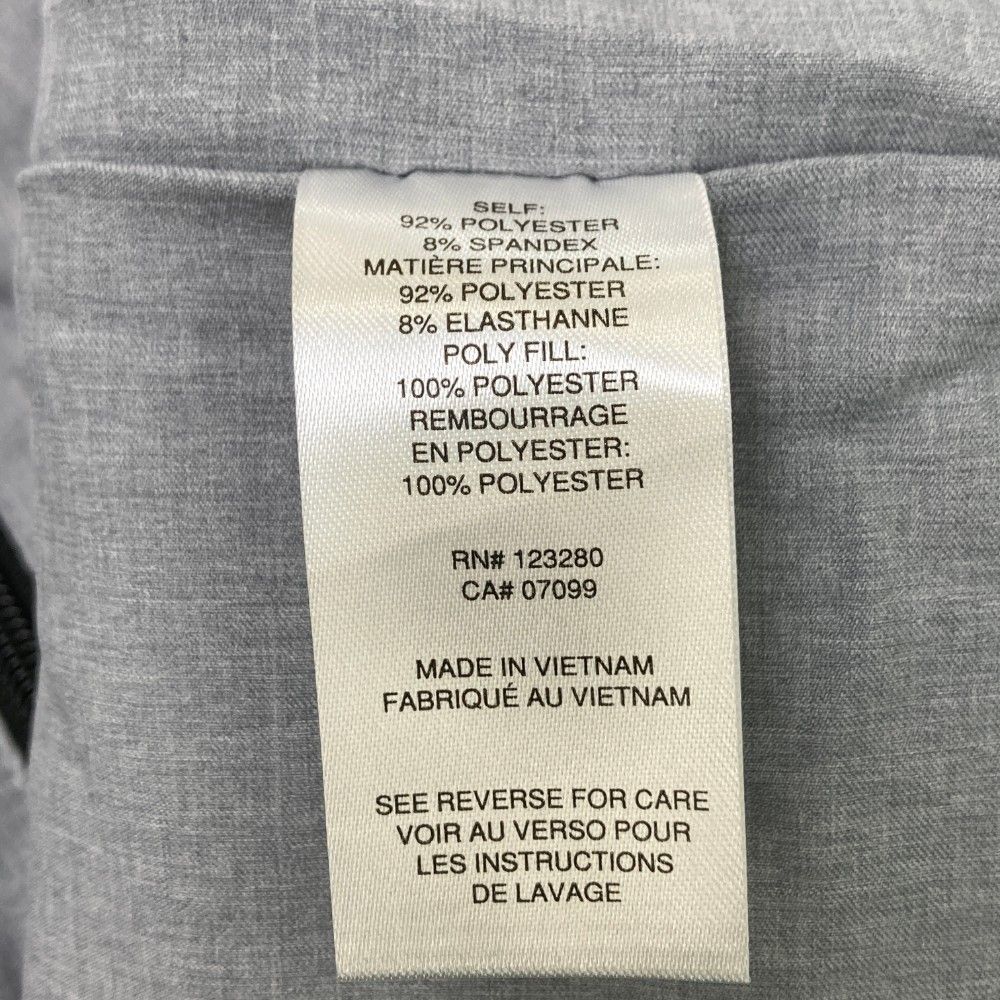 SELF:
92% POLYESTER
8% SPANDEX
MATIÈRE PRINCIPALE:
92% POLYESTER
8% ELASTHANNE
POLY FILL:
100% POLYESTER
REMBOURRAGE
EN POLYESTER:
100% POLYESTER
RN# 123280
CA# 07099
MADE IN VIETNAM
FABRIQUÉ AU VIETNAM
SEE REVERSE FOR CARE
VOIR AU VERSO POUR
LES INSTRUCTIONS
DE LAVAGE